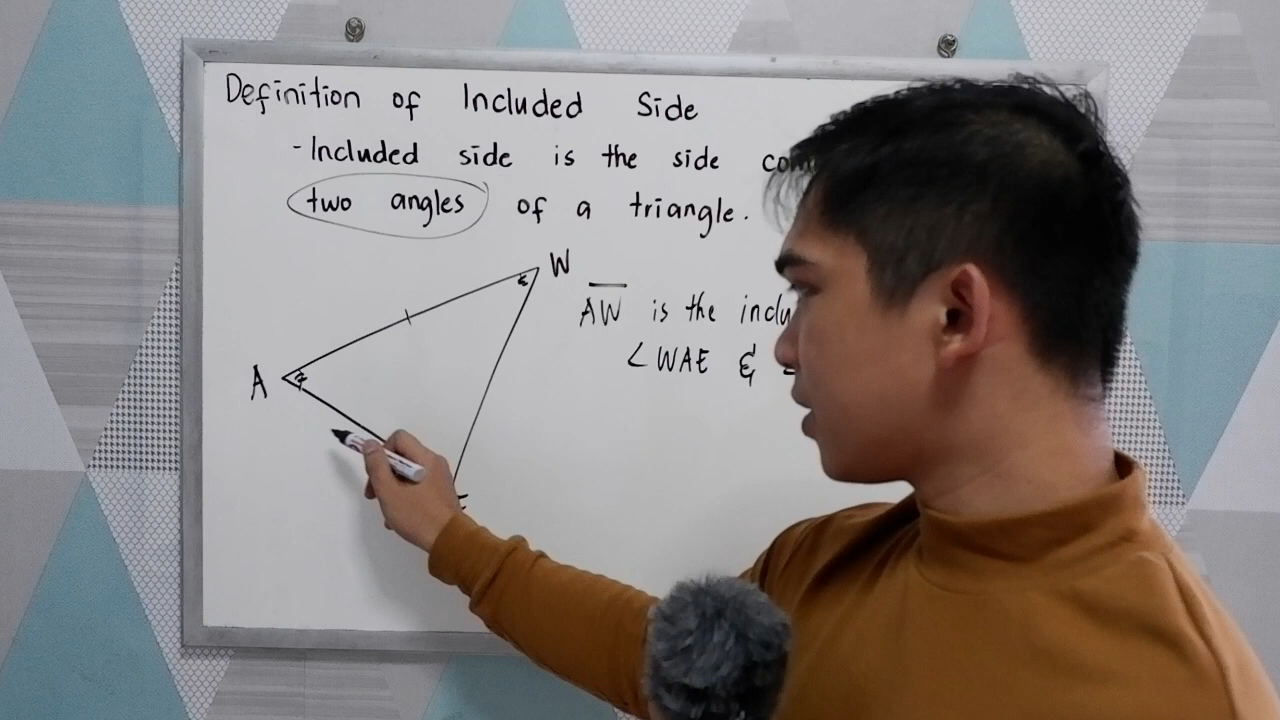 Definition of Included Side
- Included side is the side
two angles of a triangle.
W
AW is the
∠WAE &
A